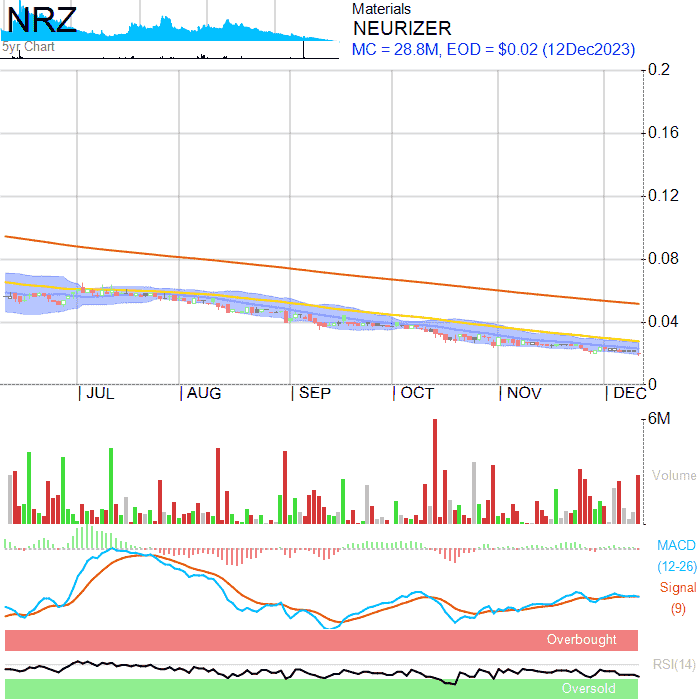 NRZ
5yr Chart
Materials
NEURIZER
MC = 28.8M, EOD = $0.02 (12Dec2023)
0.2
0.16
0.12
0.08
0.04
0
JUL AUG SEP OCT NOV DEC
6M
Volume
MACD
(12-26)
Signal
(9)
Overbought
RSI(14)
Oversold